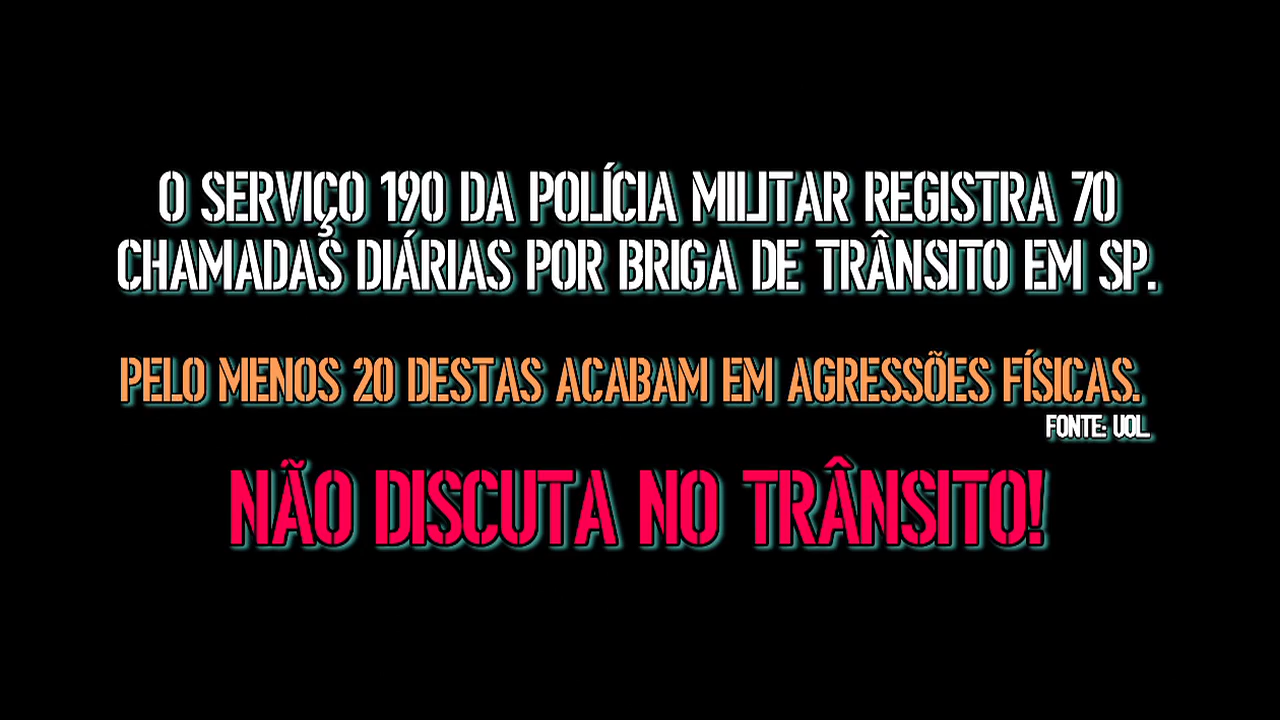 O SERVIÇO 190 DA POLÍCIA MILITAR REGISTRA 70
CHAMADAS DIÁRIAS POR BRIGA DE TRÂNSITO EM SP.
PELO MENOS 20 DESTAS ACABAM EM AGRESSÕES FÍSICAS.
FONTE: UOL.
NÃO DISCUTA NO TRÂNSITO!